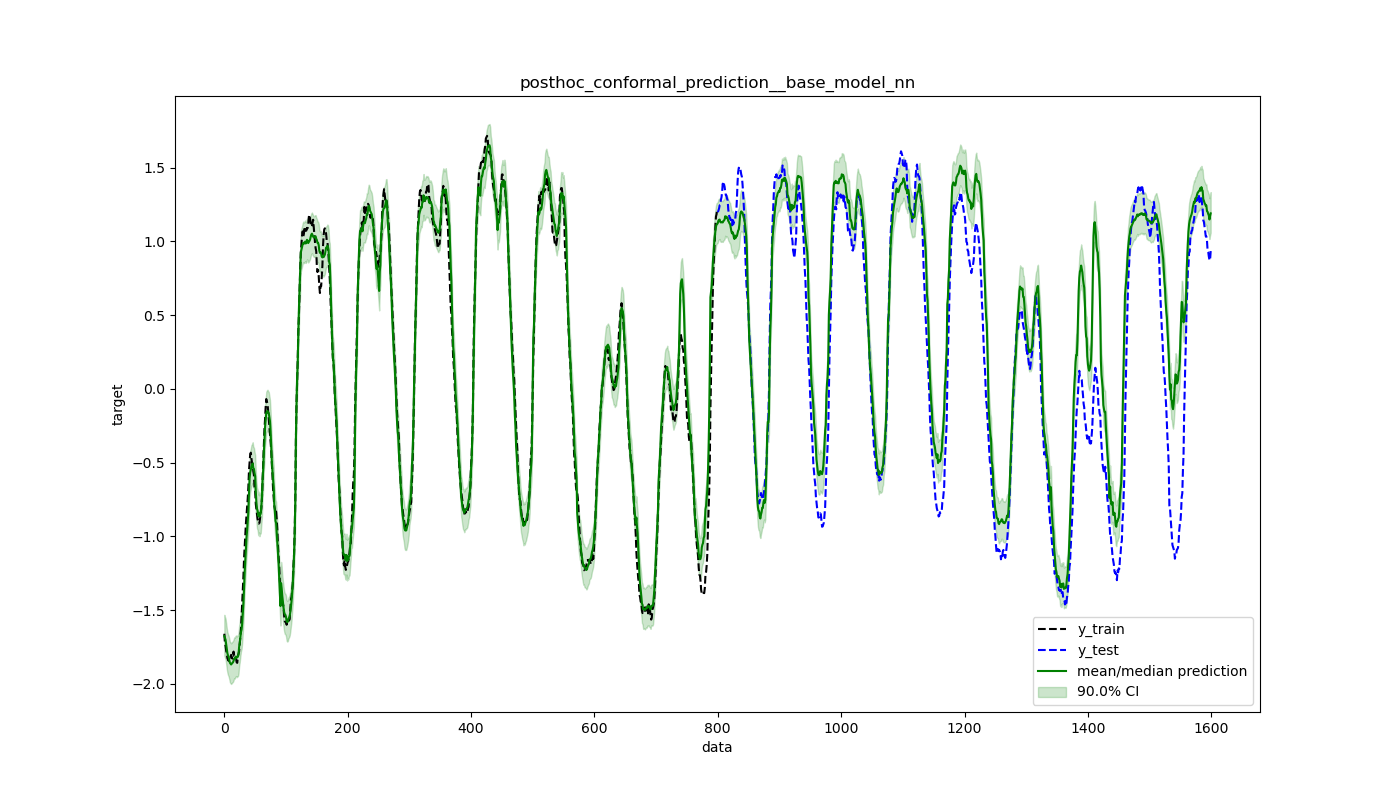 posthoc_conformal_prediction__base_model_nn
1.5
1.0
0.5
0.0
−0.5
−1.0
−1.5
−2.0
target
0 200 400 600 800 1000 1200 1400 1600
data
y_train
y_test
mean/median prediction
90.0% CI